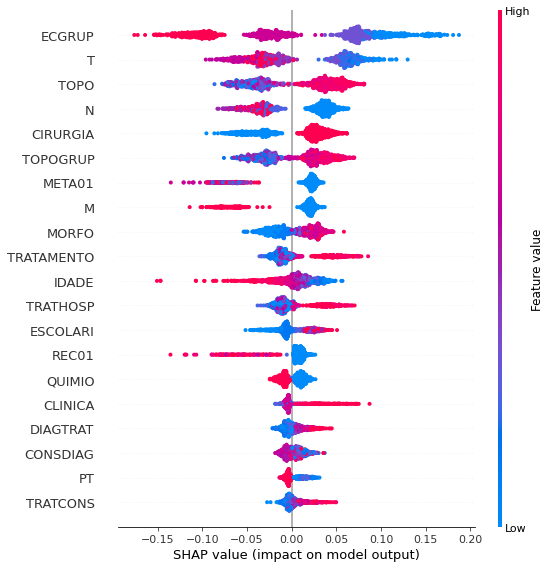 High
ECGRUP
T
TOPO
N
CIRURGIA
TOPOGRUP
META01
M
MORFO
TRATAMENTO
IDADE
TRATHOSP
ESCOLARI
REC01
QUIMIO
CLINICA
DIAGTRAT
CONSDIAG
PT
TRATCONS
Feature value
Low
−0.15 −0.10 −0.05 0.00 0.05 0.10 0.15 0.20
SHAP value (impact on model output)